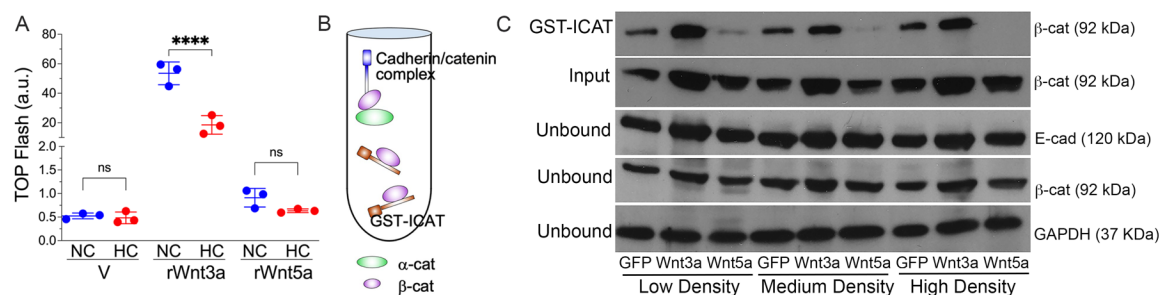 A
TOP Flash (a.u.)
80
60
50
40
20
2.0
1.5
1.0
0.5
0.0
****
ns
ns
NC HC NC HC NC HC
V rWnt3a rWnt5a
B
Cadherin/catenin
complex
GST-ICAT
α-cat
β-cat
C
GST-ICAT β-cat (92 kDa)
Input β-cat (92 kDa)
Unbound E-cad (120 kDa)
Unbound β-cat (92 kDa)
Unbound GAPDH (37 KDa)
GFP Wnt3a Wnt5a GFP Wnt3a Wnt5a GFP Wnt3a Wnt5a
Low Density Medium Density High Density